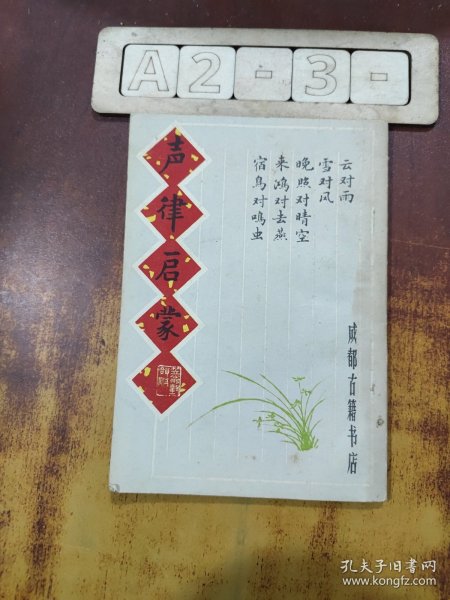 A2-3-
声律启蒙
云对雨
雪对风
晚照对晴空
来鸿对去燕
宿鸟对鸣虫
成都古籍书店
孔夫子旧书网
www.kongfz.com